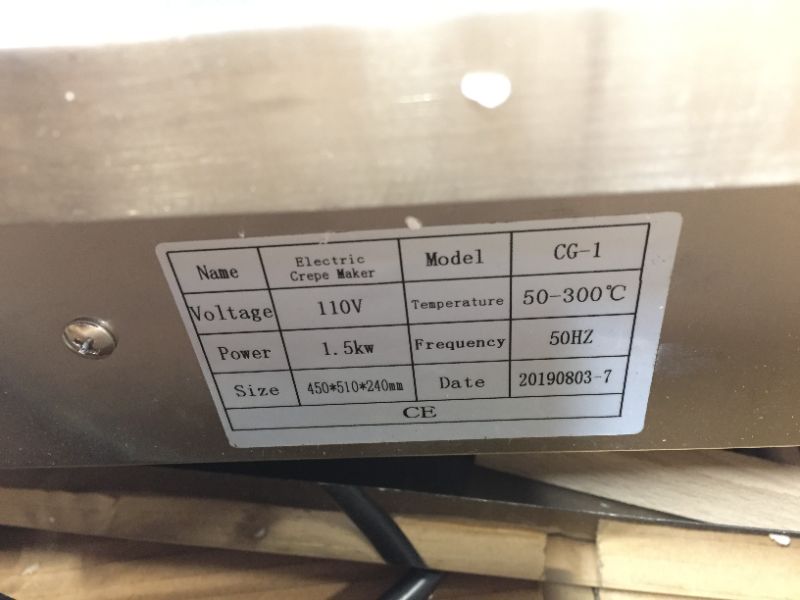 Name Electric Crepe Maker Model CG-1
Voltage 110V Temperature 50-300℃
Power 1.5kw Frequency 50HZ
Size 450*510*240mm Date 20190803-7
CE